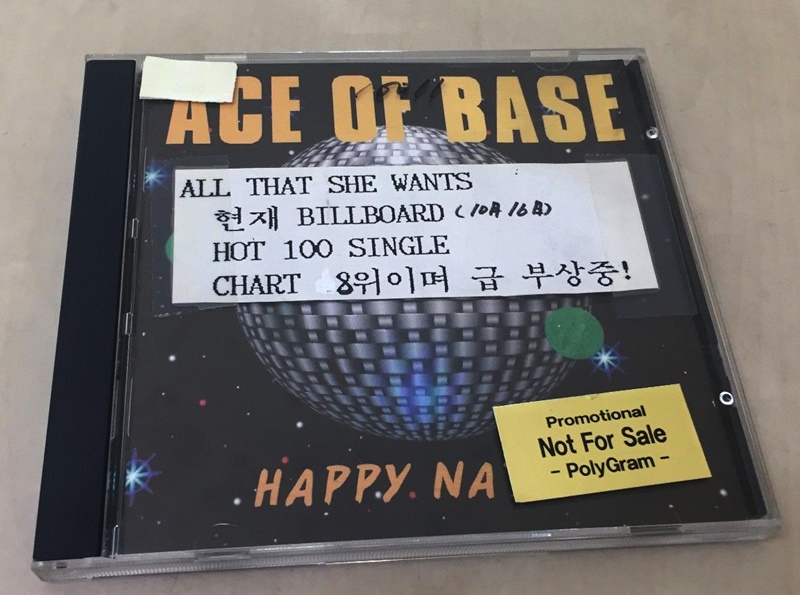 ACE OF BASE
ALL THAT SHE WANTS
현재 BILLBOARD (10月 16日)
HOT 100 SINGLE
CHART 8위이며 급 부상중!
Promotional
Not For Sale
- PolyGram -
HAPPY NA